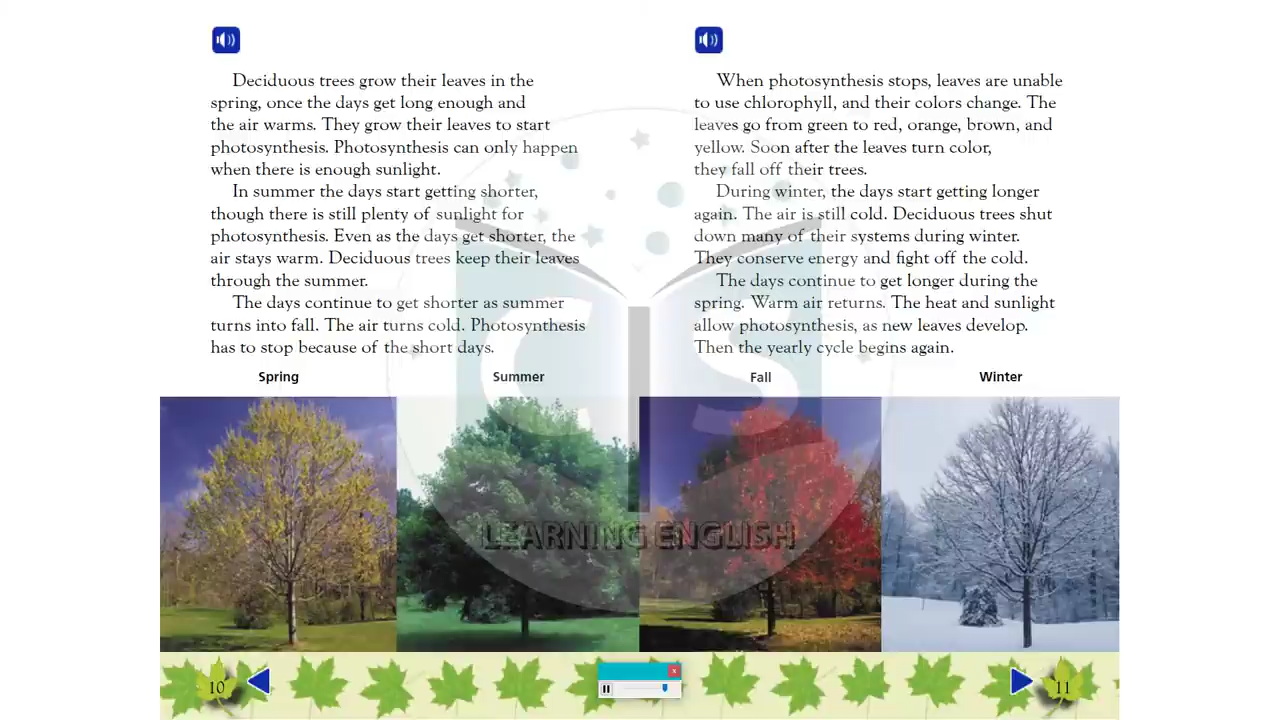 Deciduous trees grow their leaves in the
spring, once the days get long enough and
the air warms. They grow their leaves to start
photosynthesis. Photosynthesis can only happen
when there is enough sunlight.
In summer the days start getting shorter,
though there is still plenty of sunlight for
photosynthesis. Even as the days get shorter, the
air stays warm. Deciduous trees keep their leaves
through the summer.
The days continue to get shorter as summer
turns into fall. The air turns cold. Photosynthesis
has to stop because of the short days.
When photosynthesis stops, leaves are unable
to use chlorophyll, and their colors change. The
leaves go from green to red, orange, brown, and
yellow. Soon after the leaves turn color,
they fall off their trees.
During winter, the days start getting longer
again. The air is still cold. Deciduous trees shut
down many of their systems during winter.
They conserve energy and fight off the cold.
The days continue to get longer during the
spring. Warm air returns. The heat and sunlight
allow photosynthesis, as new leaves develop.
Then the yearly cycle begins again.
Spring
Summer
Fall
Winter
CS
LEARNING ENGLISH
10
11